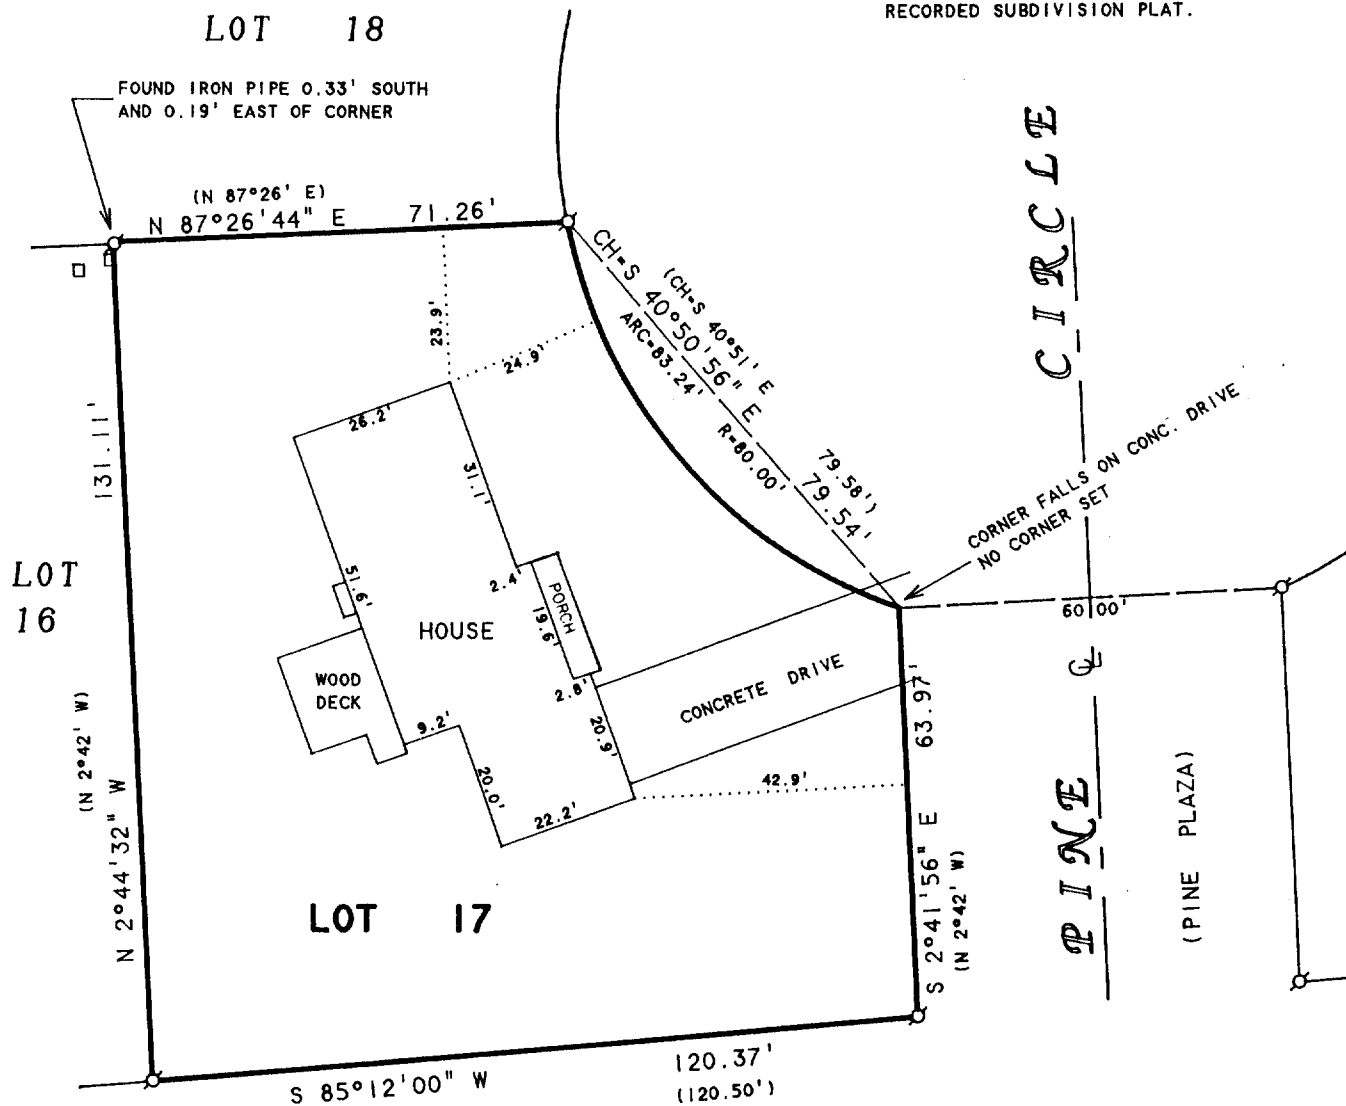 RECORDED SUBDIVISION PLAT.
LOT 18
FOUND IRON PIPE 0.33' SOUTH
AND 0.19' EAST OF CORNER
(N 87°26' E)
N 87°26'44" E 71.26'
CIRCLE
CH=S 40°50'56" E 79.54'
(CH=S 40°51' E 79.58')
ARC=83.24' R=80.00'
23.9'
24.9'
26.2'
31.1'
131.11'
N 2°44'32" W
(N 2°42' W)
CORNER FALLS ON CONC. DRIVE
NO CORNER SET
LOT
16
51.6'
2.4'
PORCH
19.6'
HOUSE
60.00'
WOOD
DECK
2.8'
CONCRETE DRIVE
63.97'
S 2°41'56" E
(N 2°42' W)
9.2'
20.9'
20.0'
22.2'
42.9'
PINE
℄
(PINE PLAZA)
LOT 17
120.37'
S 85°12'00" W
(120.50')